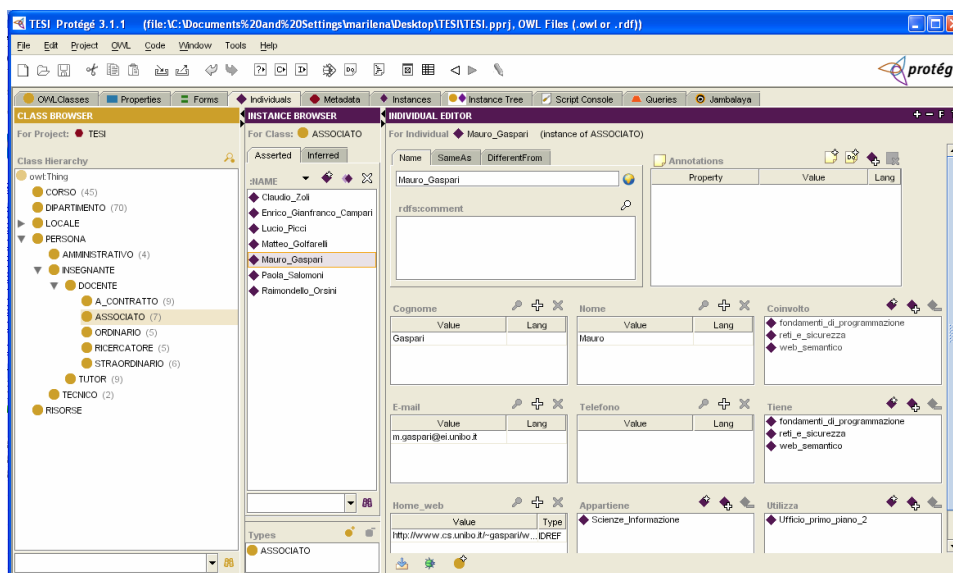 TESI Protégé 3.1.1 (file:\C:\Documents%20and%20Settings\marilena\Desktop\TESI\TESI.pprj, OWL Files (.owl or .rdf))
File Edit Project OWL Code Window Tools Help
protégé
OWLClasses Properties Forms Individuals Metadata Instances Instance Tree Script Console Queries Jambalaya
CLASS BROWSER
For Project: TESI
Class Hierarchy
owl:Thing
CORSO (45)
DIPARTIMENTO (70)
LOCALE
PERSONA
AMMINISTRATIVO (4)
INSEGNANTE
DOCENTE
A_CONTRATTO (9)
ASSOCIATO (7)
ORDINARIO (5)
RICERCATORE (5)
STRAORDINARIO (6)
TUTOR (9)
TECNICO (2)
RISORSE
INSTANCE BROWSER
For Class: ASSOCIATO
Asserted Inferred
:NAME
Claudio_Zoli
Enrico_Gianfranco_Campari
Lucio_Picci
Matteo_Golfarelli
Mauro_Gaspari
Paola_Salomoni
Raimondello_Orsini
Types
ASSOCIATO
INDIVIDUAL EDITOR
+ − F T
For Individual Mauro_Gaspari (instance of ASSOCIATO)
Name SameAs DifferentFrom
Mauro_Gaspari
rdfs:comment
Annotations
Property Value Lang
Cognome
Value Lang
Gaspari
Nome
Value Lang
Mauro
Coinvolto
fondamenti_di_programmazione
reti_e_sicurezza
web_semantico
E-mail
Value Lang
m.gaspari@ei.unibo.it
Telefono
Value Lang
Tiene
fondamenti_di_programmazione
reti_e_sicurezza
web_semantico
Home_web
Value Type
http://www.cs.unibo.it/~gaspari/w... IDREF
Appartiene
Scienze_Informazione
Utilizza
Ufficio_primo_piano_2